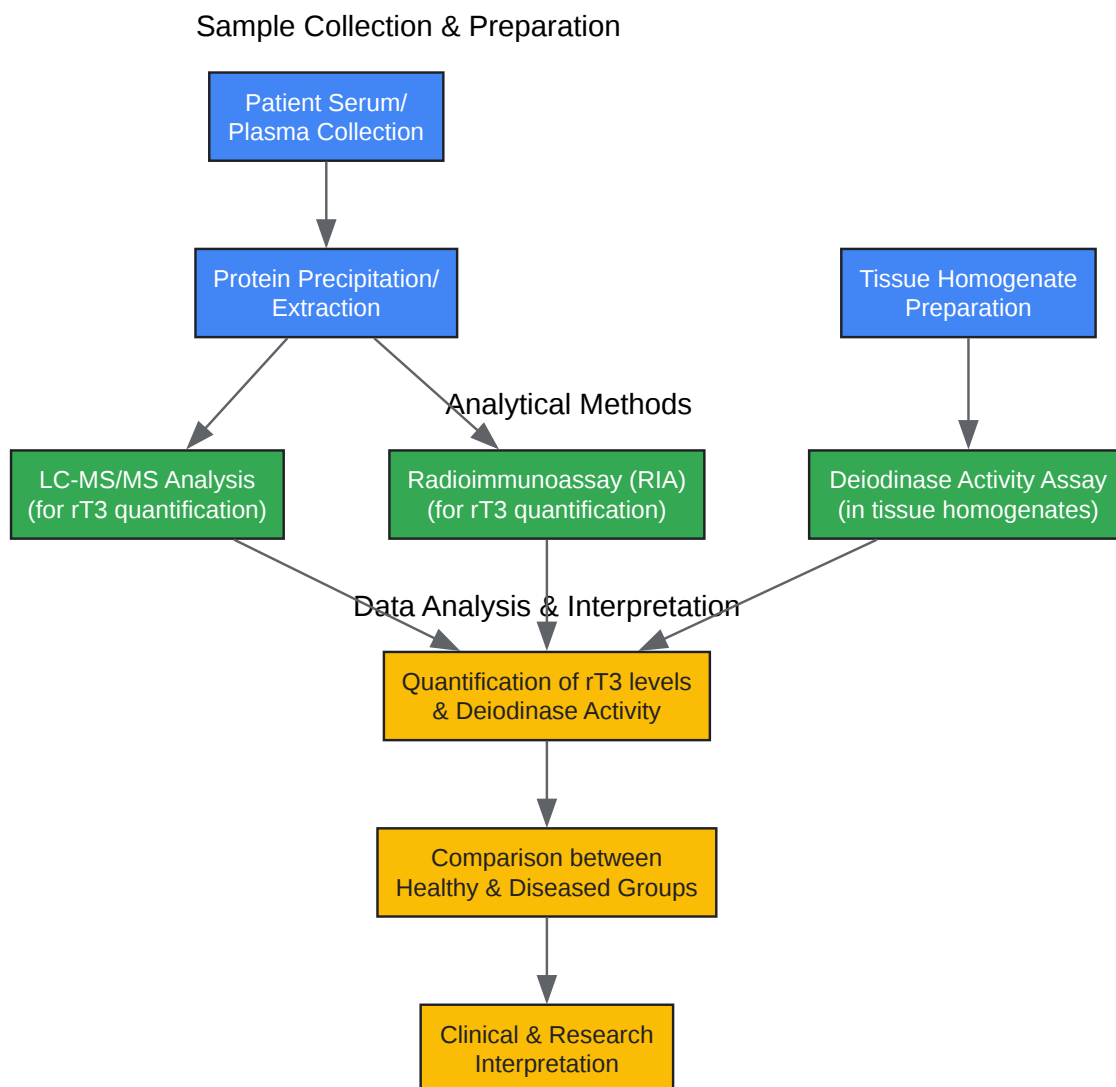 Sample Collection & Preparation
Patient Serum/
Plasma Collection
Protein Precipitation/
Extraction
Tissue Homogenate
Preparation
Analytical Methods
LC-MS/MS Analysis
(for rT3 quantification)
Radioimmunoassay (RIA)
(for rT3 quantification)
Deiodinase Activity Assay
(in tissue homogenates)
Data Analysis & Interpretation
Quantification of rT3 levels
& Deiodinase Activity
Comparison between
Healthy & Diseased Groups
Clinical & Research
Interpretation